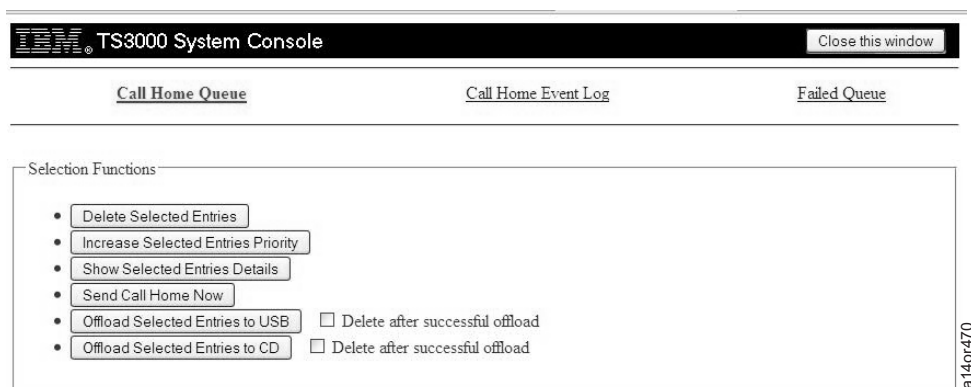 IBM® TS3000 System Console Close this window
Call Home Queue Call Home Event Log Failed Queue
Selection Functions
• Delete Selected Entries
• Increase Selected Entries Priority
• Show Selected Entries Details
• Send Call Home Now
• Offload Selected Entries to USB Delete after successful offload
• Offload Selected Entries to CD Delete after successful offload
a14or470